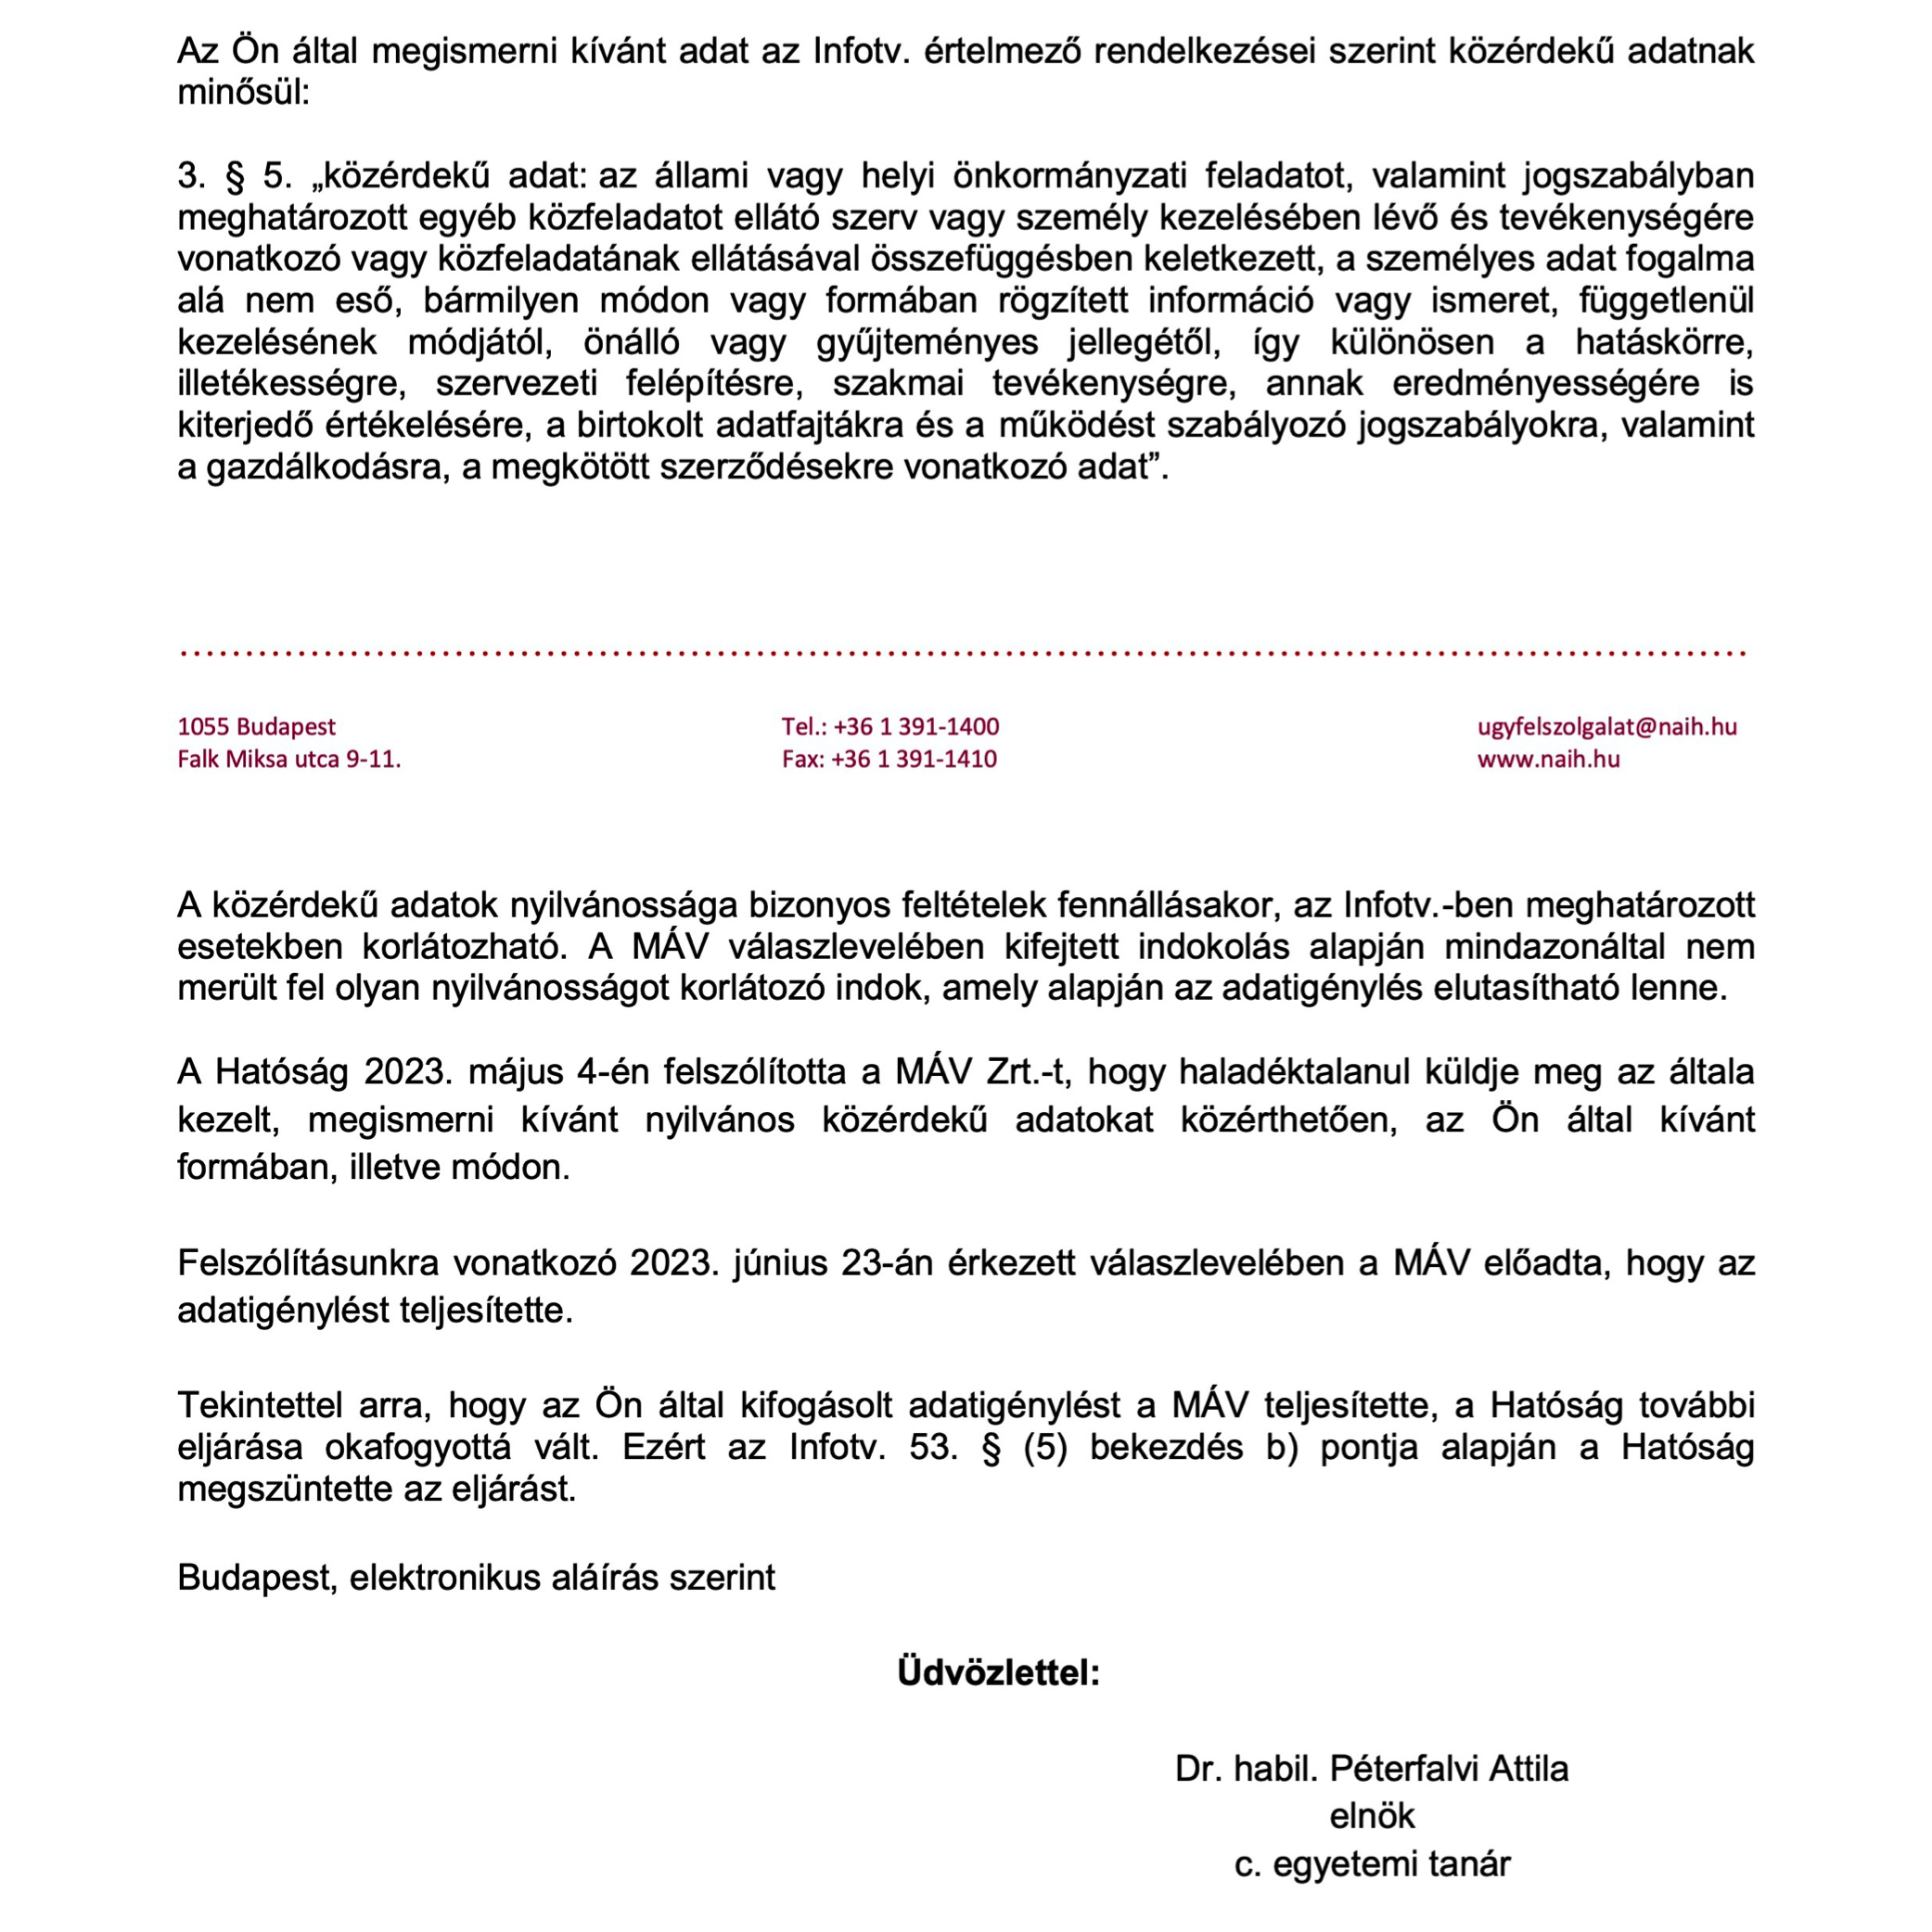 Az Ön által megismerni kívánt adat az Infotv. értelmező rendelkezései szerint közérdekű adatnak
minősül:
3. § 5. „közérdekű adat: az állami vagy helyi önkormányzati feladatot, valamint jogszabályban
meghatározott egyéb közfeladatot ellátó szerv vagy személy kezelésében lévő és tevékenységére
vonatkozó vagy közfeladatának ellátásával összefüggésben keletkezett, a személyes adat fogalma
alá nem eső, bármilyen módon vagy formában rögzített információ vagy ismeret, függetlenül
kezelésének módjától, önálló vagy gyűjteményes jellegétől, így különösen a hatáskörre,
illetékességre, szervezeti felépítésre, szakmai tevékenységre, annak eredményességére is
kiterjedő értékelésére, a birtokolt adatfajtákra és a működést szabályozó jogszabályokra, valamint
a gazdálkodásra, a megkötött szerződésekre vonatkozó adat”.
1055 Budapest
Falk Miksa utca 9-11.
Tel.: +36 1 391-1400
Fax: +36 1 391-1410
ugyfelszolgalat@naih.hu
www.naih.hu
A közérdekű adatok nyilvánossága bizonyos feltételek fennállásakor, az Infotv.-ben meghatározott
esetekben korlátozható. A MÁV válaszlevelében kifejtett indokolás alapján mindazonáltal nem
merült fel olyan nyilvánosságot korlátozó indok, amely alapján az adatigénylés elutasítható lenne.
A Hatóság 2023. május 4-én felszólította a MÁV Zrt.-t, hogy haladéktalanul küldje meg az általa
kezelt, megismerni kívánt nyilvános közérdekű adatokat közérthetően, az Ön által kívánt
formában, illetve módon.
Felszólításunkra vonatkozó 2023. június 23-án érkezett válaszlevelében a MÁV előadta, hogy az
adatigénylést teljesítette.
Tekintettel arra, hogy az Ön által kifogásolt adatigénylést a MÁV teljesítette, a Hatóság további
eljárása okafogyottá vált. Ezért az Infotv. 53. § (5) bekezdés b) pontja alapján a Hatóság
megszüntette az eljárást.
Budapest, elektronikus aláírás szerint
Üdvözlettel:
Dr. habil. Péterfalvi Attila
elnök
c. egyetemi tanár